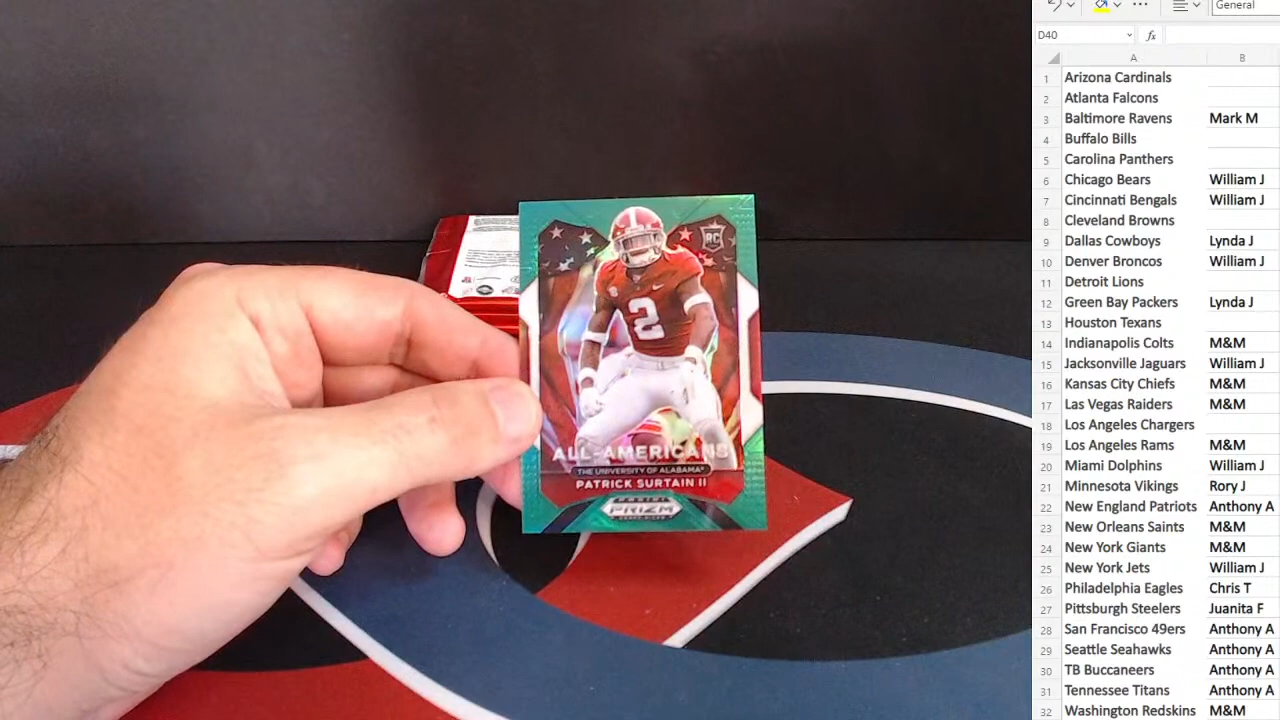 General
D40
fx
A B
1 Arizona Cardinals
2 Atlanta Falcons
3 Baltimore Ravens Mark M
4 Buffalo Bills
5 Carolina Panthers
6 Chicago Bears William J
7 Cincinnati Bengals William J
8 Cleveland Browns
9 Dallas Cowboys Lynda J
10 Denver Broncos William J
11 Detroit Lions
12 Green Bay Packers Lynda J
13 Houston Texans
14 Indianapolis Colts M&M
15 Jacksonville Jaguars William J
16 Kansas City Chiefs M&M
17 Las Vegas Raiders M&M
18 Los Angeles Chargers
19 Los Angeles Rams M&M
20 Miami Dolphins William J
21 Minnesota Vikings Rory J
22 New England Patriots Anthony A
23 New Orleans Saints M&M
24 New York Giants M&M
25 New York Jets William J
26 Philadelphia Eagles Chris T
27 Pittsburgh Steelers Juanita F
28 San Francisco 49ers Anthony A
29 Seattle Seahawks Anthony A
30 TB Buccaneers Anthony A
31 Tennessee Titans Anthony A
32 Washington Redskins M&M
RC
2
ALL-AMERICANS
THE UNIVERSITY OF ALABAMA®
PATRICK SURTAIN II
PRIZM